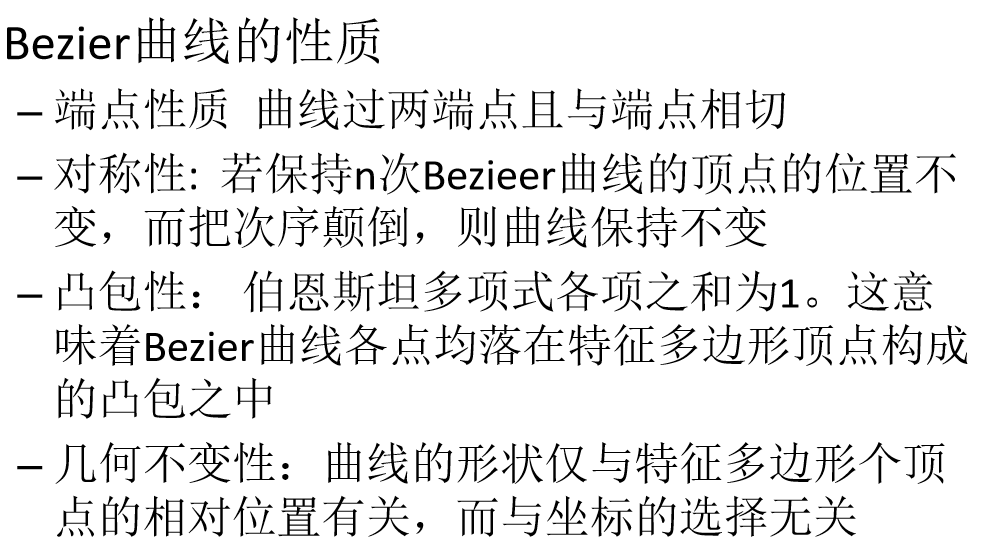 Bezier曲线的性质
– 端点性质 曲线过两端点且与端点相切
– 对称性: 若保持n次Bezieer曲线的顶点的位置不
变，而把次序颠倒，则曲线保持不变
– 凸包性： 伯恩斯坦多项式各项之和为1。这意
味着Bezier曲线各点均落在特征多边形顶点构成
的凸包之中
– 几何不变性：曲线的形状仅与特征多边形个顶
点的相对位置有关，而与坐标的选择无关